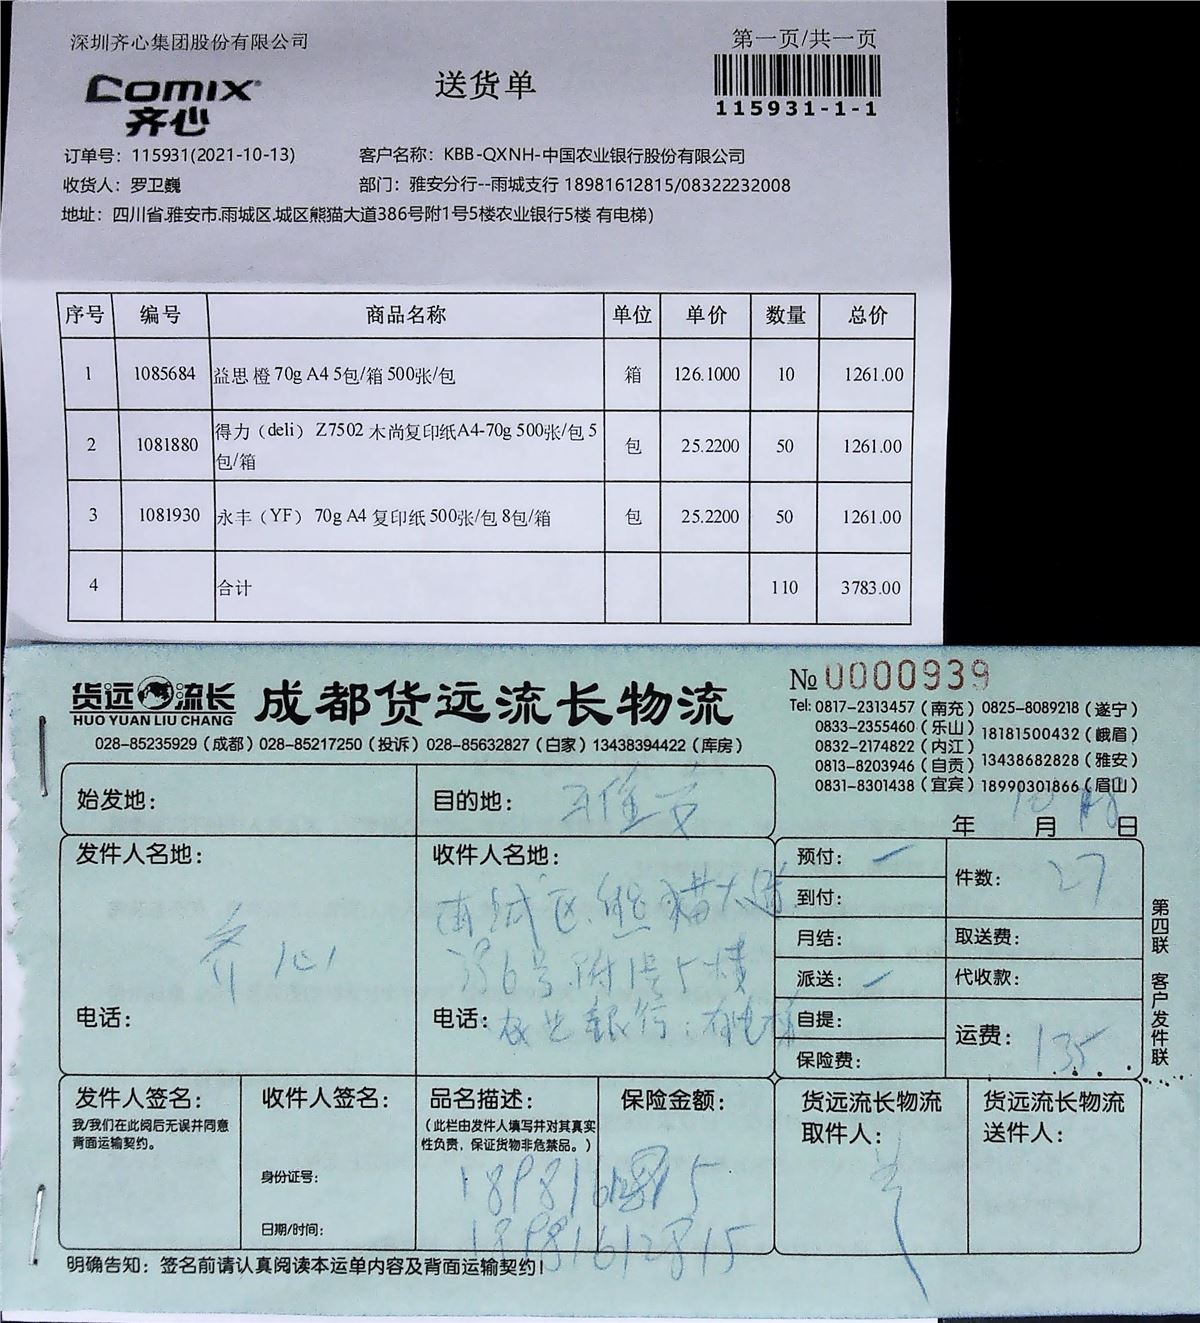 深圳齐心集团股份有限公司
第一页/共一页
Comix
齐心
送货单
115931-1-1
订单号：115931(2021-10-13)
客户名称：KBB-QXNH-中国农业银行股份有限公司
收货人：罗卫巍
部门：雅安分行--雨城支行 18981612815/08322232008
地址：四川省.雅安市.雨城区.城区熊猫大道386号附1号5楼农业银行5楼 有电梯）
序号 编号 商品名称 单位 单价 数量 总价
1 1085684 益思 橙 70g A4 5包/箱 500张/包 箱 126.1000 10 1261.00
2 1081880 得力（deli） Z7502 木尚复印纸A4-70g 500张/包 5包/箱 包 25.2200 50 1261.00
3 1081930 永丰（YF） 70g A4 复印纸 500张/包 8包/箱 包 25.2200 50 1261.00
4 合计 110 3783.00
货远流长
HUO YUAN LIU CHANG
成都货远流长物流
№ 0000939
Tel: 0817-2313457（南充）0825-8089218（遂宁）
0833-2355460（乐山）18181500432（峨眉）
0832-2174822（内江）
0813-8203946（自贡）13438682828（雅安）
0831-8301438（宜宾）18990301866（眉山）
028-85235929（成都）028-85217250（投诉）028-85632827（白家）13438394422（库房）
年 10 月 日
始发地：
目的地：
发件人名地：
齐心
电话：
收件人名地：
雨城区熊猫大道
386号附1号5楼
电话：农业银行：有电梯
预付：一
到付：
月结：
派送：一
自提：
保险费：
件数：27
取送费：
代收款：
运费：135
第四联 客户发件联
发件人签名：
我/我们在此阅后无误并同意
背面运输契约。
收件人签名：
身份证号：
日期/时间：
品名描述：
（此栏由发件人填写并对其真实
性负责，保证货物非危禁品。）
保险金额：
18981612815
货远流长物流
取件人：
货远流长物流
送件人：
明确告知：签名前请认真阅读本运单内容及背面运输契约！